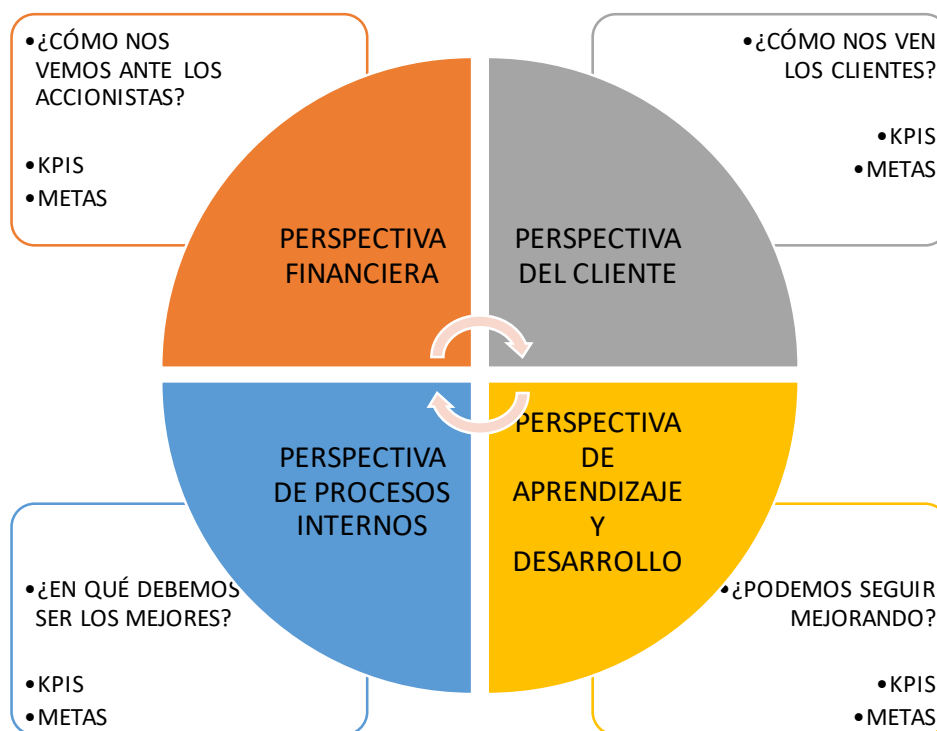 •¿CÓMO NOS
VEMOS ANTE LOS
ACCIONISTAS?
•KPIS
•METAS
•¿CÓMO NOS VEN
LOS CLIENTES?
•KPIS
•METAS
PERSPECTIVA
FINANCIERA
PERSPECTIVA
DEL CLIENTE
PERSPECTIVA
DE PROCESOS
INTERNOS
PERSPECTIVA
DE
APRENDIZAJE
Y
DESARROLLO
•¿EN QUÉ DEBEMOS
SER LOS MEJORES?
•KPIS
•METAS
•¿PODEMOS SEGUIR
MEJORANDO?
•KPIS
•METAS